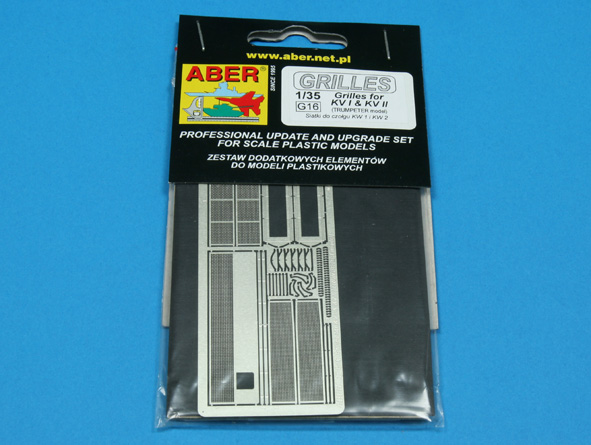 www.aber.net.pl
ABER®
SINCE 1995
GRILLES
1/35
G16
Grilles for
KV I & KV II
(TRUMPETER model)
Siatki do czołgu KW 1 i KW 2
PROFESSIONAL UPDATE AND UPGRADE SET
FOR SCALE PLASTIC MODELS
ZESTAW DODATKOWYCH ELEMENTÓW
DO MODELI PLASTIKOWYCH